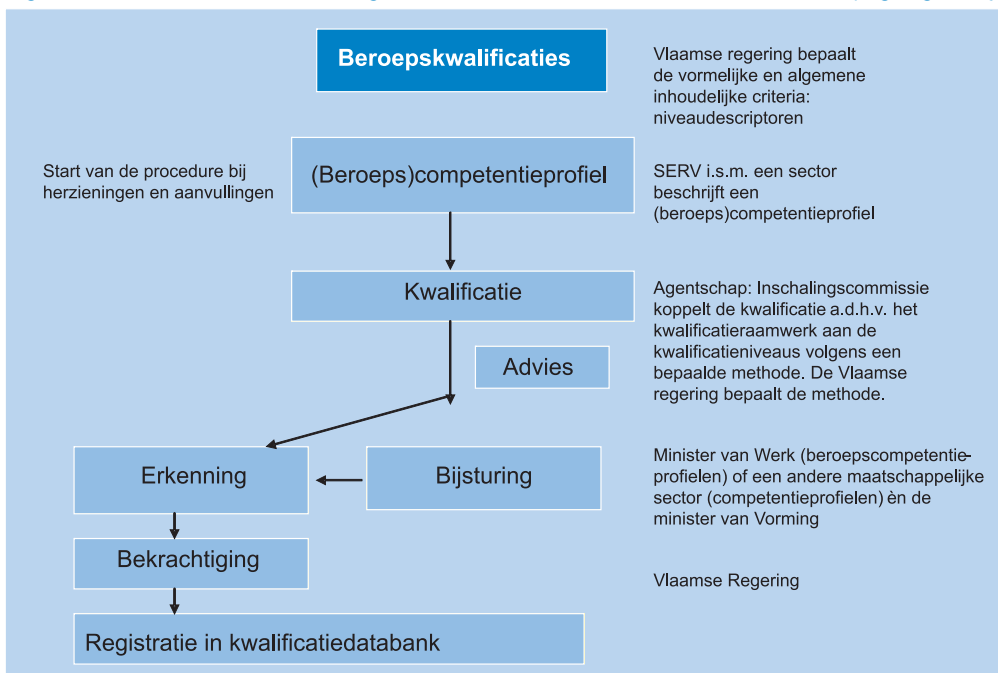 Beroepskwalificaties
Vlaamse regering bepaalt
de vormelijke en algemene
inhoudelijke criteria:
niveaudescriptoren
Start van de procedure bij
herzieningen en aanvullingen
(Beroeps)competentieprofiel
SERV i.s.m. een sector
beschrijft een
(beroeps)competentieprofiel
Kwalificatie
Agentschap: Inschalingscommissie
koppelt de kwalificatie a.d.h.v. het
kwalificatieraamwerk aan de
kwalificatieniveaus volgens een
bepaalde methode. De Vlaamse
regering bepaalt de methode.
Advies
Erkenning
Bijsturing
Minister van Werk (beroepscompetentie-
profielen) of een andere maatschappelijke
sector (competentieprofielen) èn de
minister van Vorming
Bekrachtiging
Vlaamse Regering
Registratie in kwalificatiedatabank